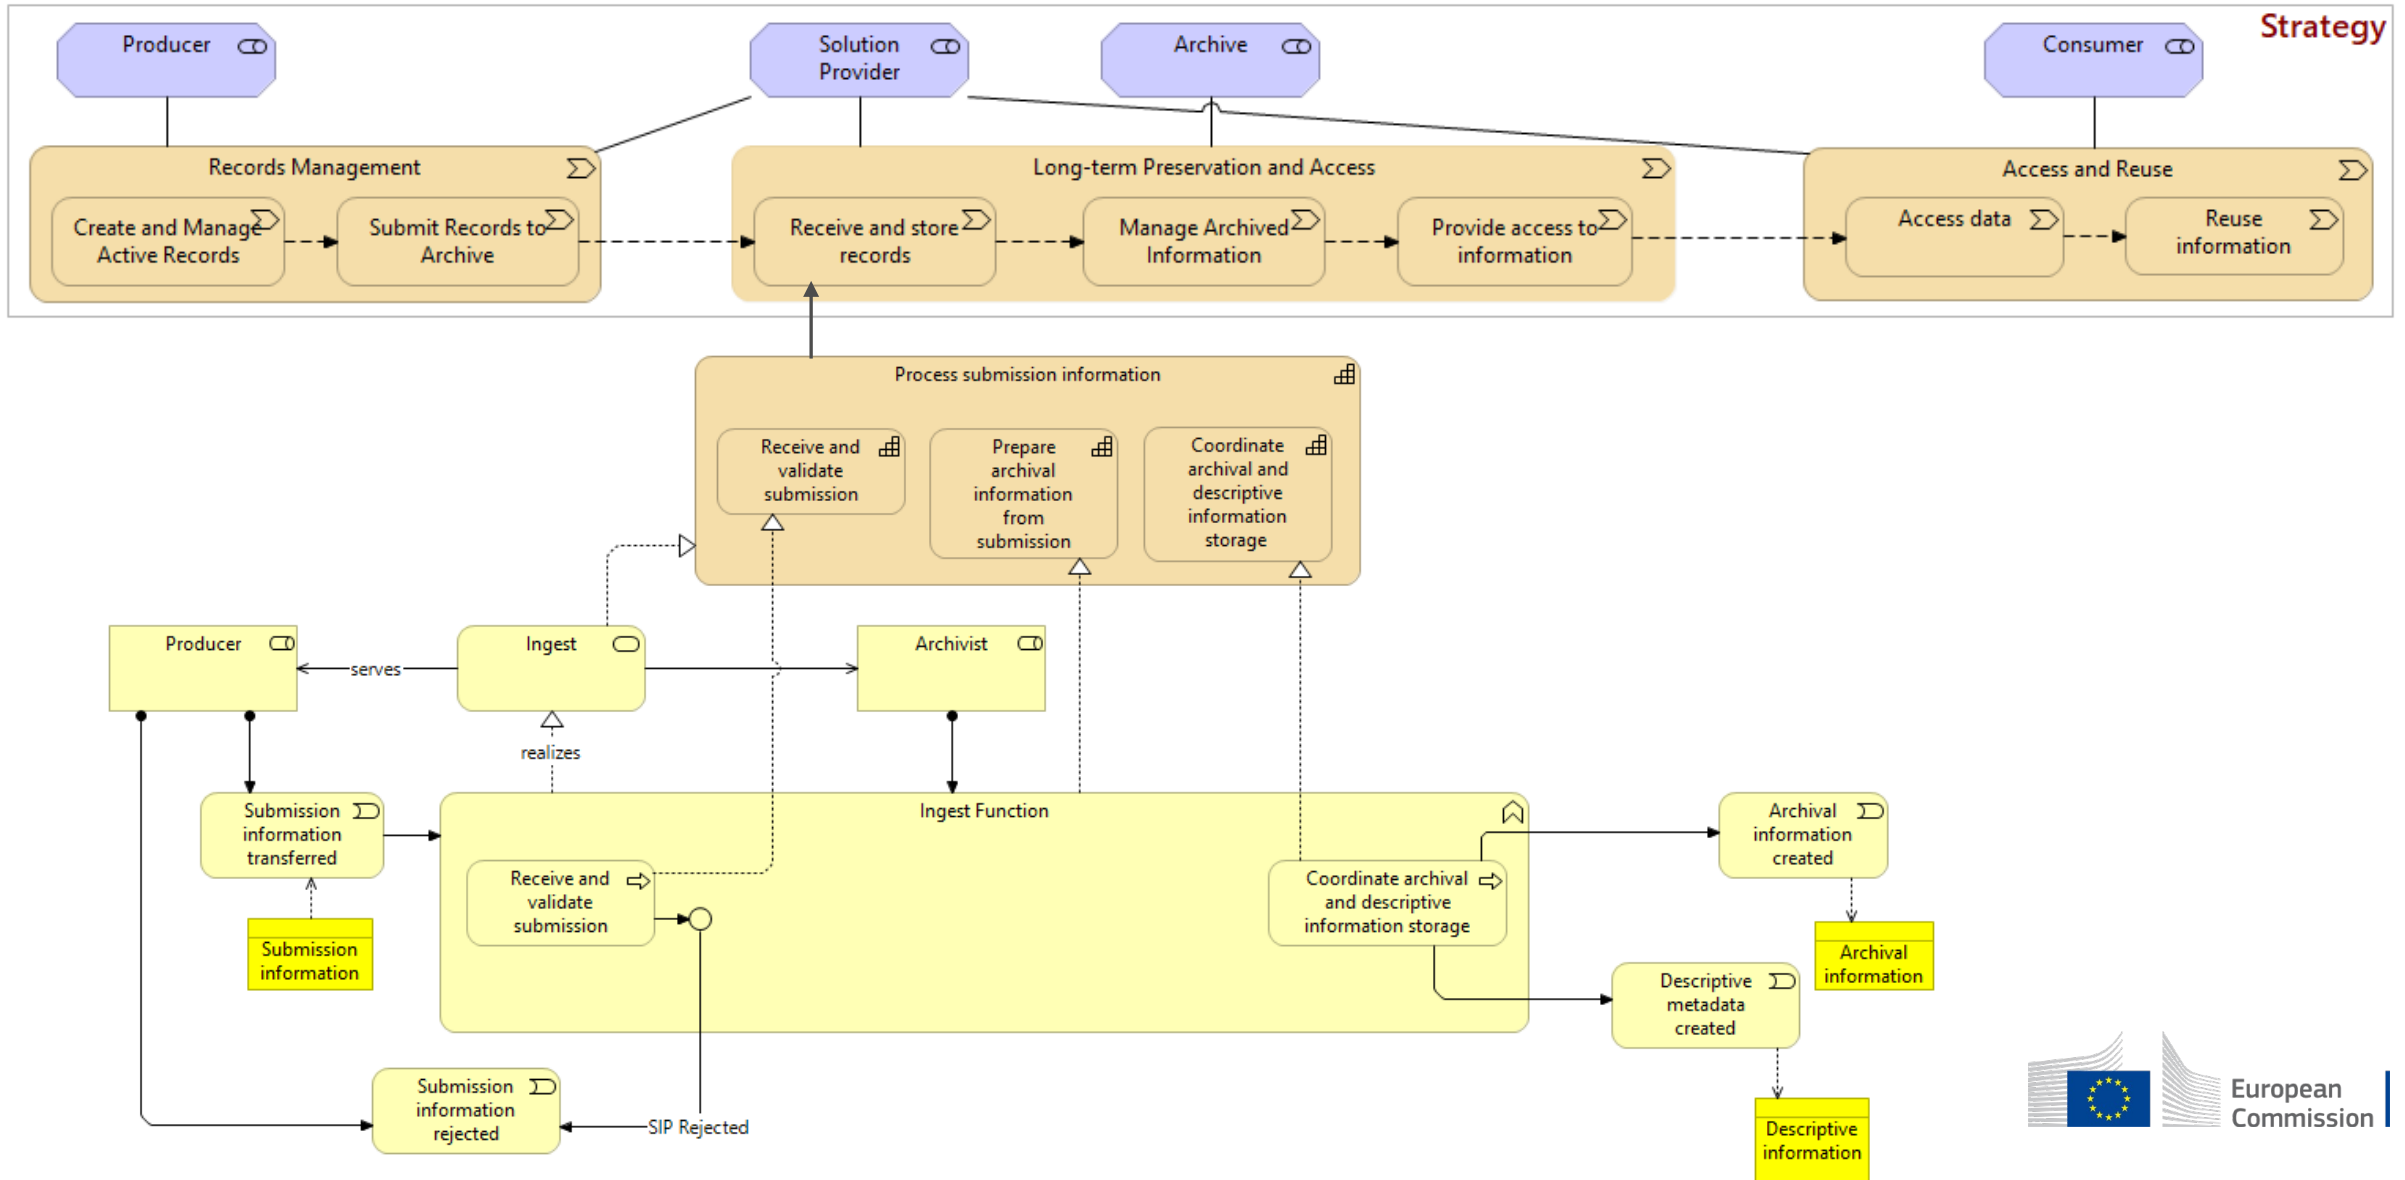 Strategy
Producer
Solution
Provider
Archive
Consumer
Records Management
Long-term Preservation and Access
Access and Reuse
Create and Manage
Active Records
Submit Records to
Archive
Receive and store
records
Manage Archived
Information
Provide access to
information
Access data
Reuse
information
Process submission information
Receive and
validate
submission
Prepare
archival
information
from
submission
Coordinate
archival and
descriptive
information
storage
Producer
serves
Ingest
Archivist
realizes
Submission
information
transferred
Ingest Function
Archival
information
created
Receive and
validate
submission
Coordinate archival
and descriptive
information storage
Submission
information
Archival
information
Descriptive
metadada
created
Submission
information
rejected
SIP Rejected
Descriptive
information
European
Commission